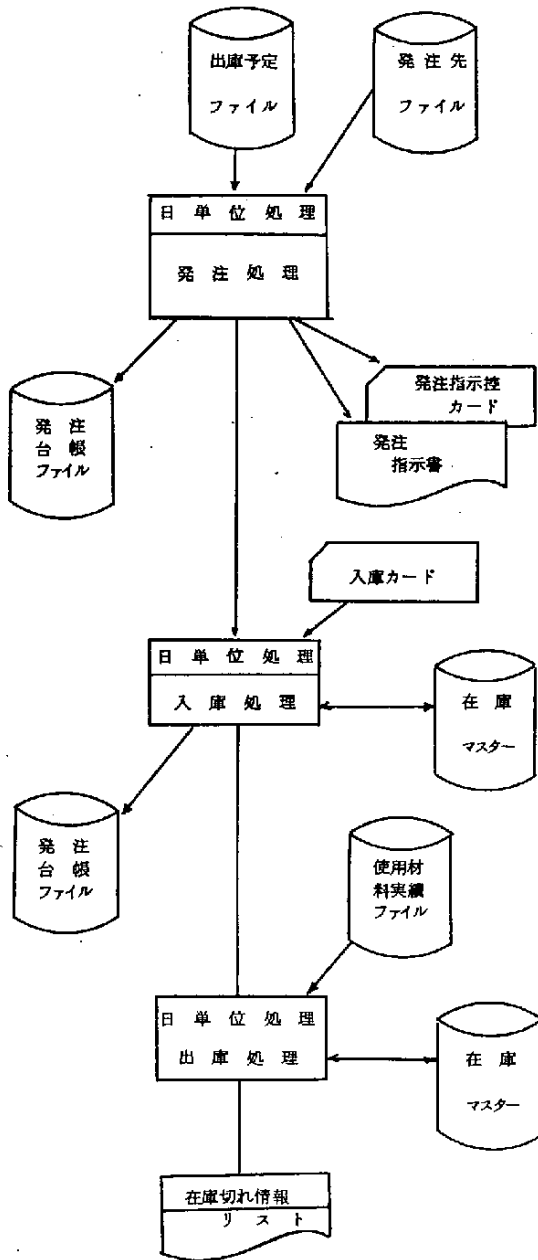 出庫予定
ファイル
発注先
ファイル
日単位処理
発注処理
発注
台帳
ファイル
発注指示控
カード
発注
指示書
入庫カード
日単位処理
入庫処理
在庫
マスター
発注
台帳
ファイル
使用材
料実績
ファイル
日単位処理
出庫処理
在庫
マスター
在庫切れ情報
リスト